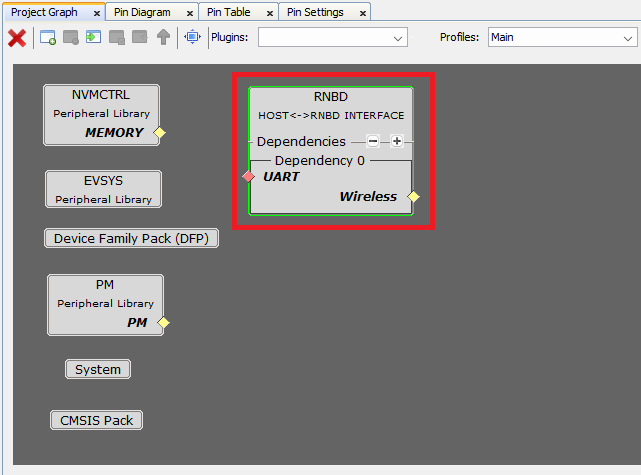 Project Graph x Pin Diagram x Pin Table x Pin Settings x
Plugins: Profiles: Main
NVMCTRL
Peripheral Library
MEMORY
RNBD
HOST<->RNBD INTERFACE
Dependencies
Dependency 0
UART
Wireless
EVSYS
Peripheral Library
Device Family Pack (DFP)
PM
Peripheral Library
PM
System
CMSIS Pack